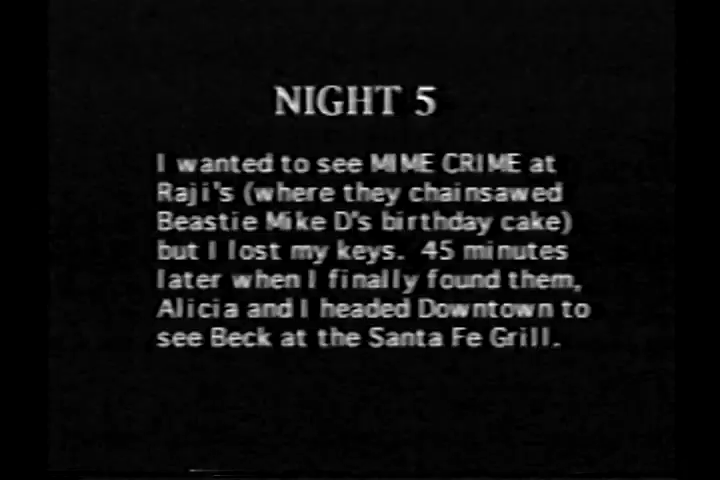 NIGHT 5
I wanted to see MIME CRIME at
Raji's (where they chainsawed
Beastie Mike D's birthday cake)
but I lost my keys. 45 minutes
later when I finally found them,
Alicia and I headed Downtown to
see Beck at the Santa Fe Grill.